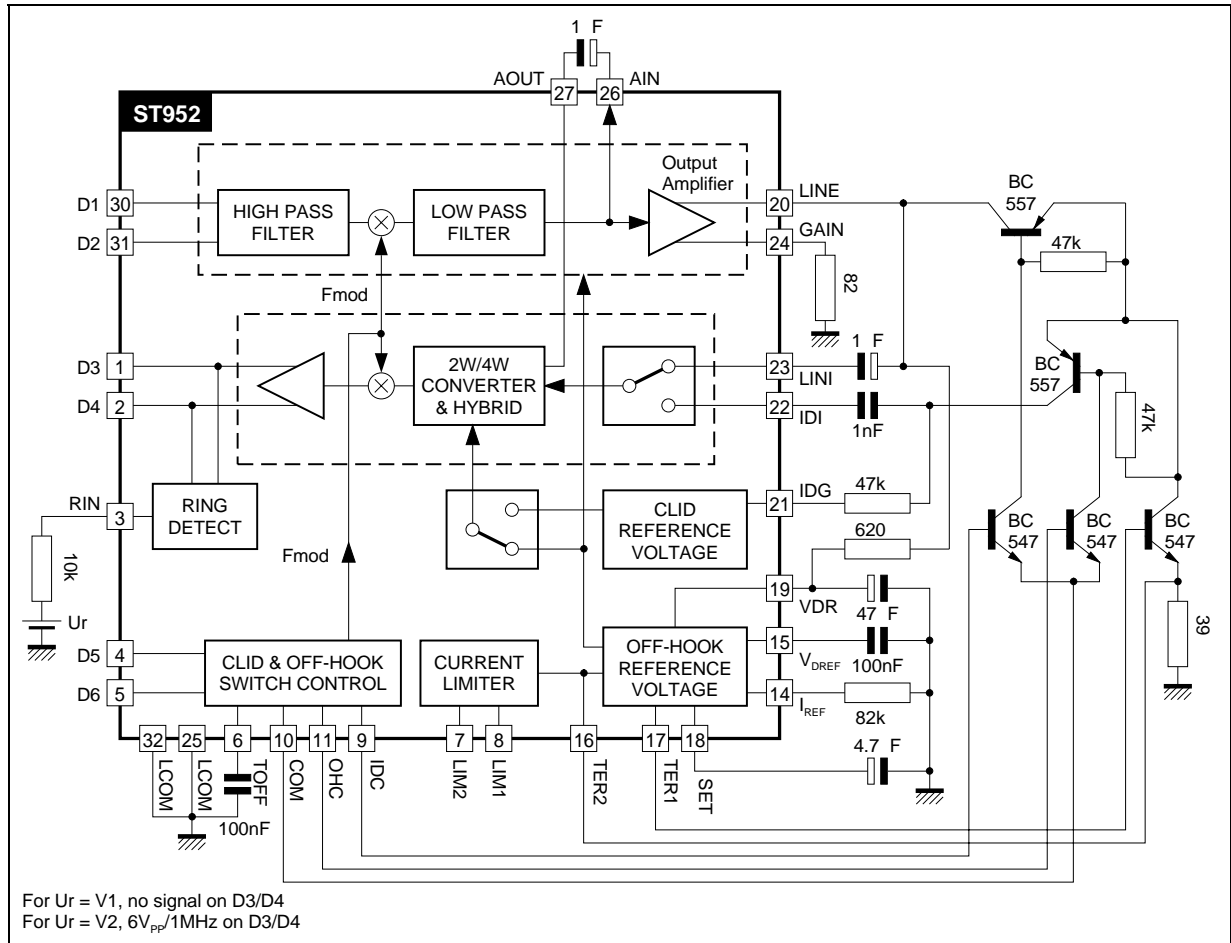 1 F
AOUT
AIN
27
26
ST952
Output
Amplifier
D1
30
HIGH PASS
FILTER
LOW PASS
FILTER
20
LINE
BC
557
D2
31
24
GAIN
47k
82
Fmod
D3
1
2W/4W
CONVERTER
& HYBRID
23
LINI
1 F
BC
557
D4
2
22
IDI
1nF
47k
RIN
3
RING
DETECT
CLID
REFERENCE
VOLTAGE
21
IDG
47k
BC
547
BC
547
BC
547
620
10k
Fmod
19
VDR
47 F
39
Ur
D5
4
CLID & OFF-HOOK
SWITCH CONTROL
CURRENT
LIMITER
OFF-HOOK
REFERENCE
VOLTAGE
15
VDREF
100nF
D6
5
14
IREF
82k
32
25
6
10
11
9
7
8
16
17
18
4.7 F
LCOM
LCOM
TOFF
COM
OHC
IDC
LIM2
LIM1
TER2
TER1
SET
100nF
For Ur = V1, no signal on D3/D4
For Ur = V2, 6VPP/1MHz on D3/D4